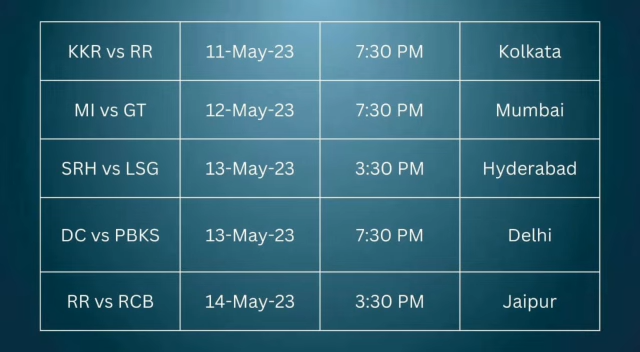 KKR vs RR 11-May-23 7:30 PM Kolkata
MI vs GT 12-May-23 7:30 PM Mumbai
SRH vs LSG 13-May-23 3:30 PM Hyderabad
DC vs PBKS 13-May-23 7:30 PM Delhi
RR vs RCB 14-May-23 3:30 PM Jaipur